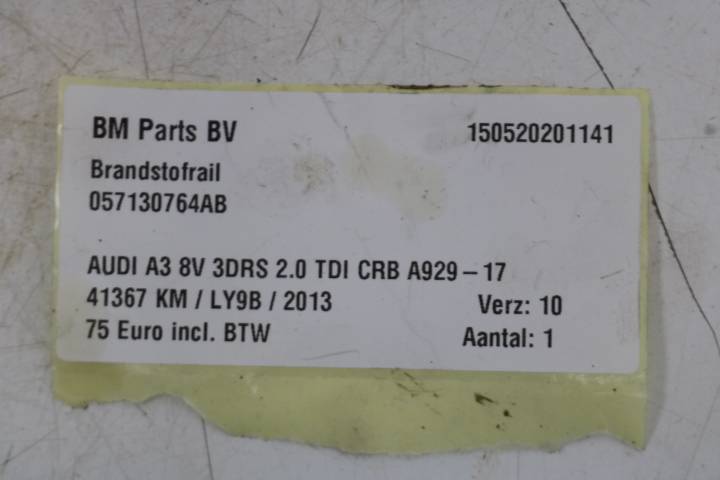 BM Parts BV 150520201141
Brandstofrail
057130764AB
AUDI A3 8V 3DRS 2.0 TDI CRB A929-17
41367 KM / LY9B / 2013 Verz: 10
75 Euro incl. BTW Aantal: 1